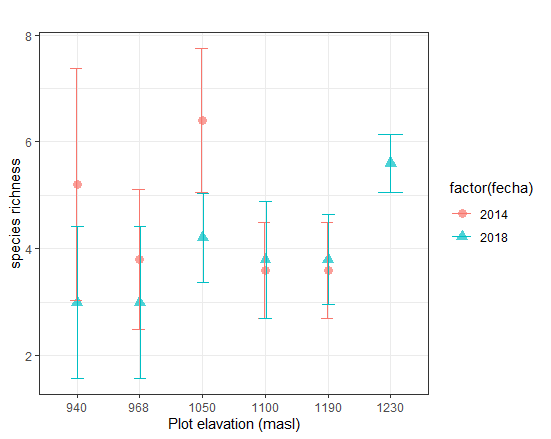 8
6
4
2
species richness
940 968 1050 1100 1190 1230
Plot elavation (masl)
factor(fecha)
2014
2018